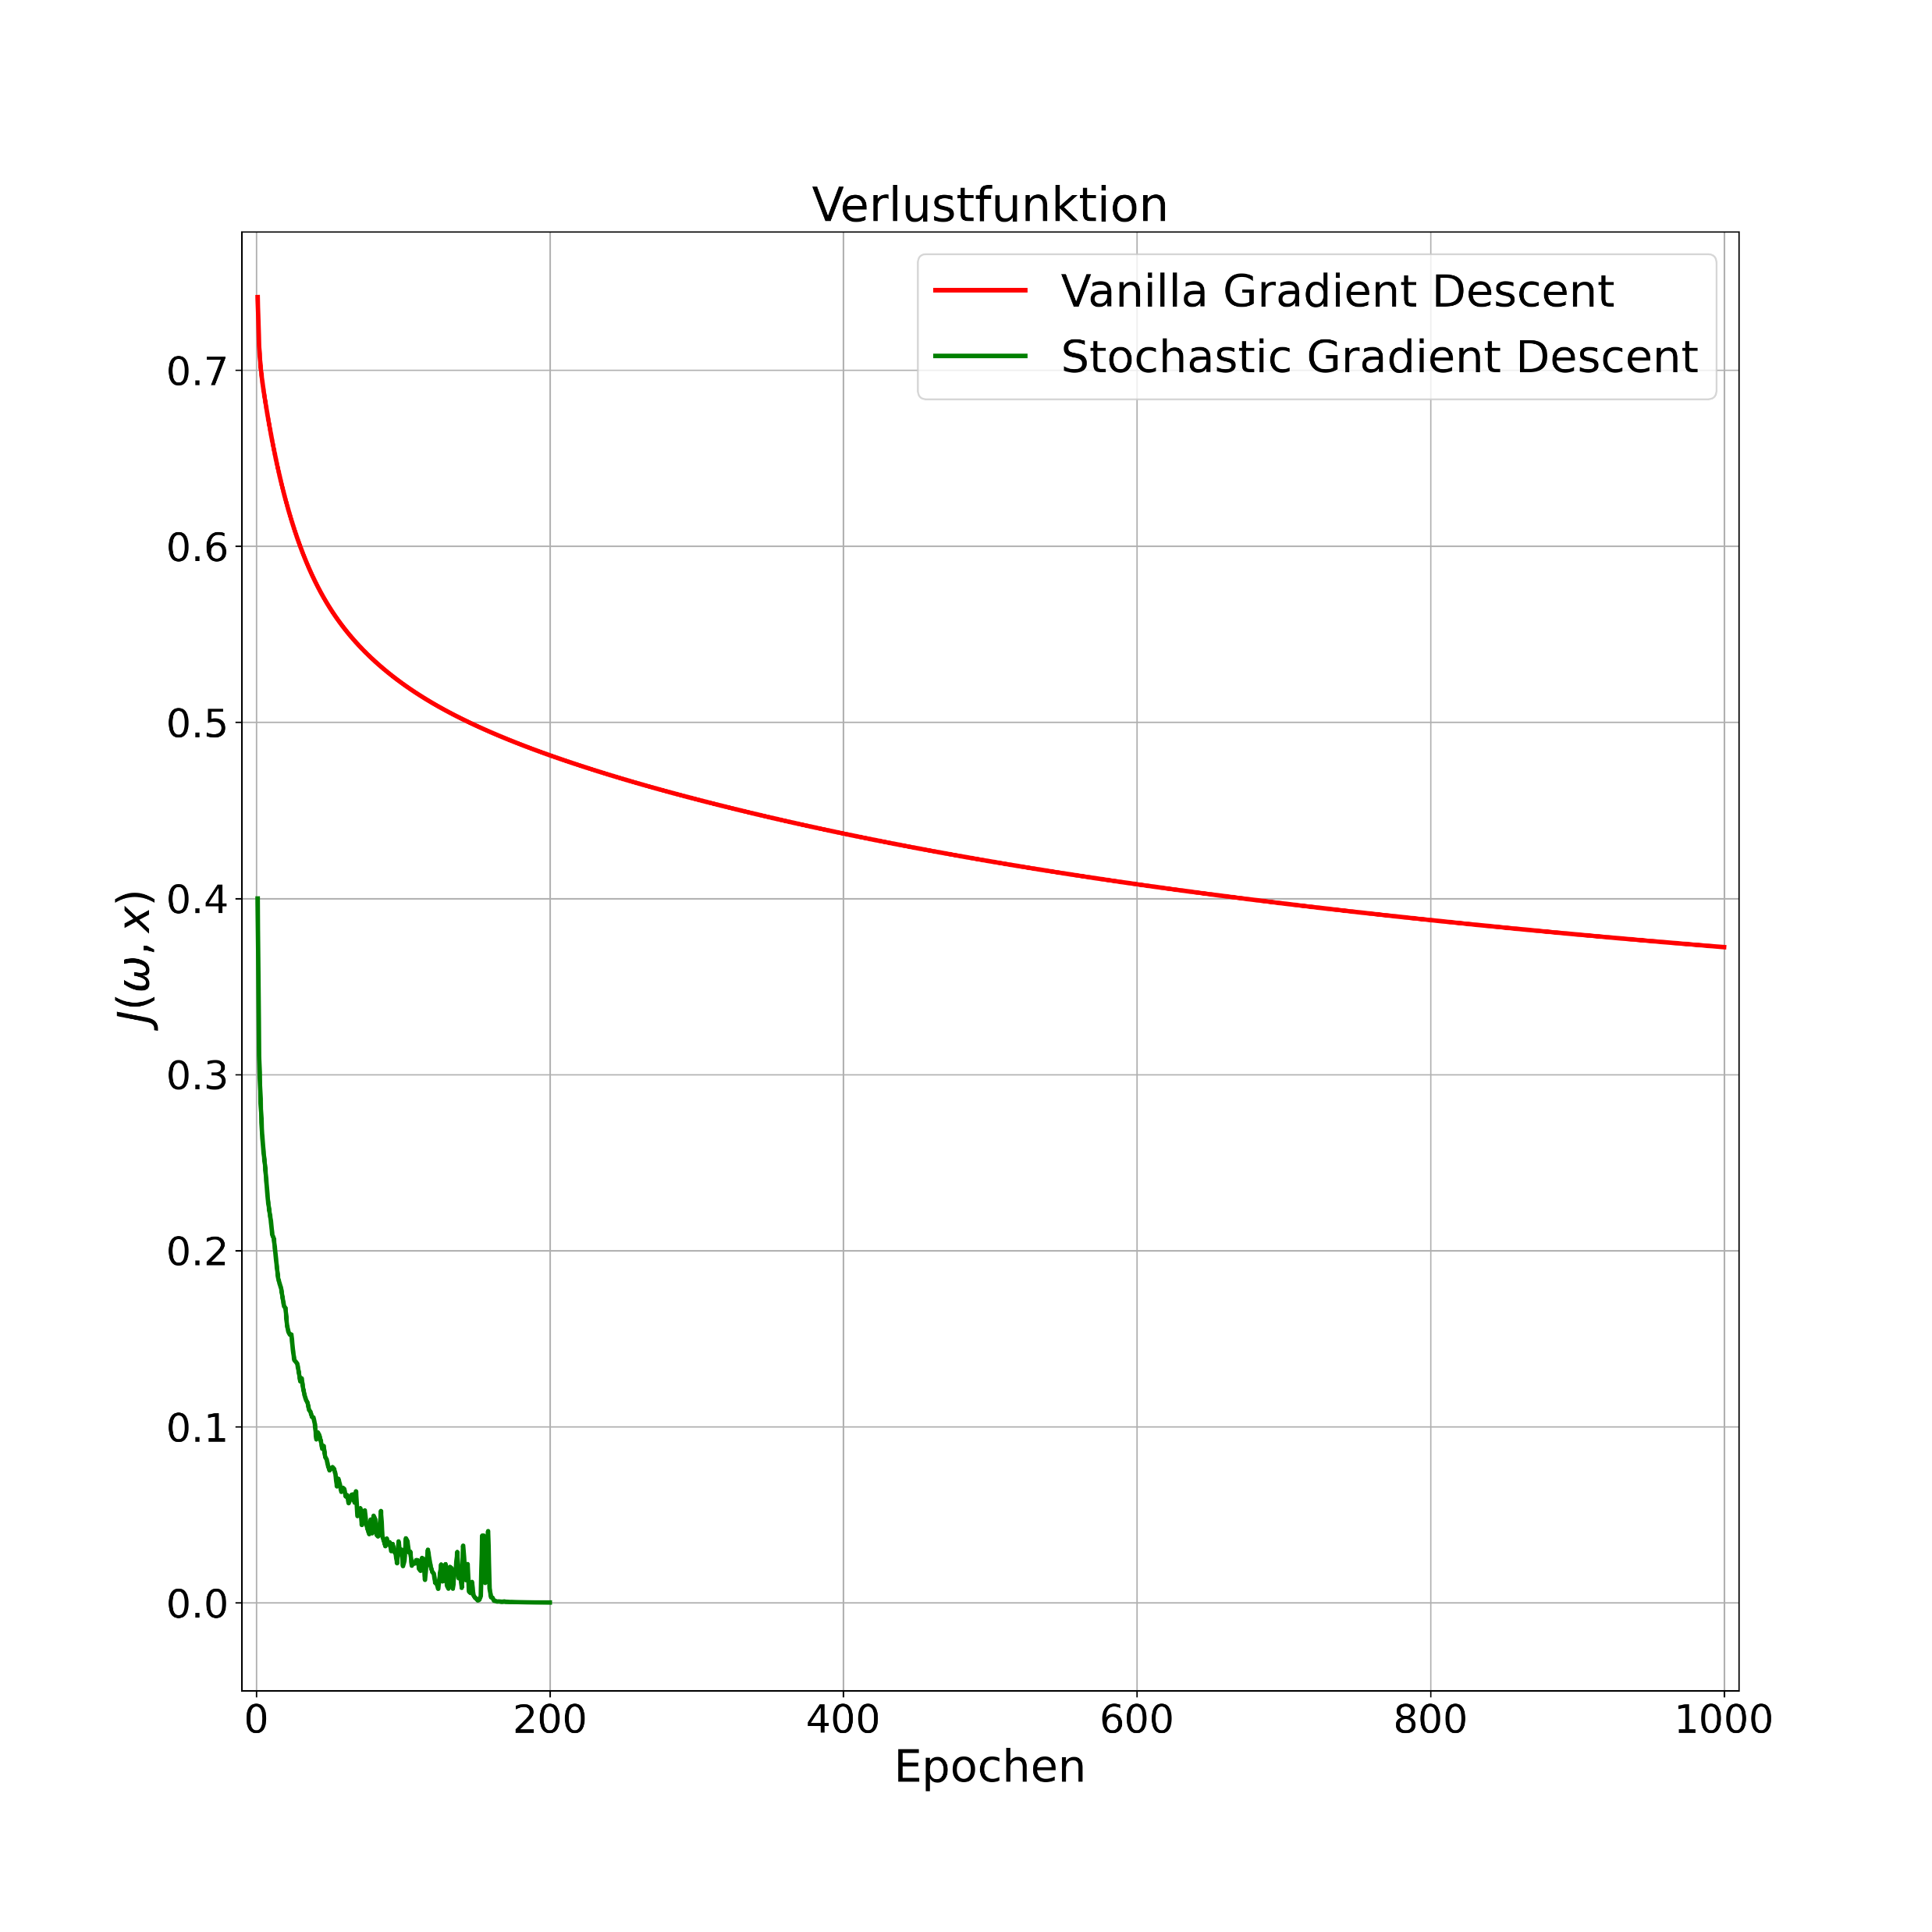 Verlustfunktion
Vanilla Gradient Descent
Stochastic Gradient Descent
0.7
0.6
0.5
0.4
0.3
0.2
0.1
0.0
J(ω, x)
0 200 400 600 800 1000
Epochen